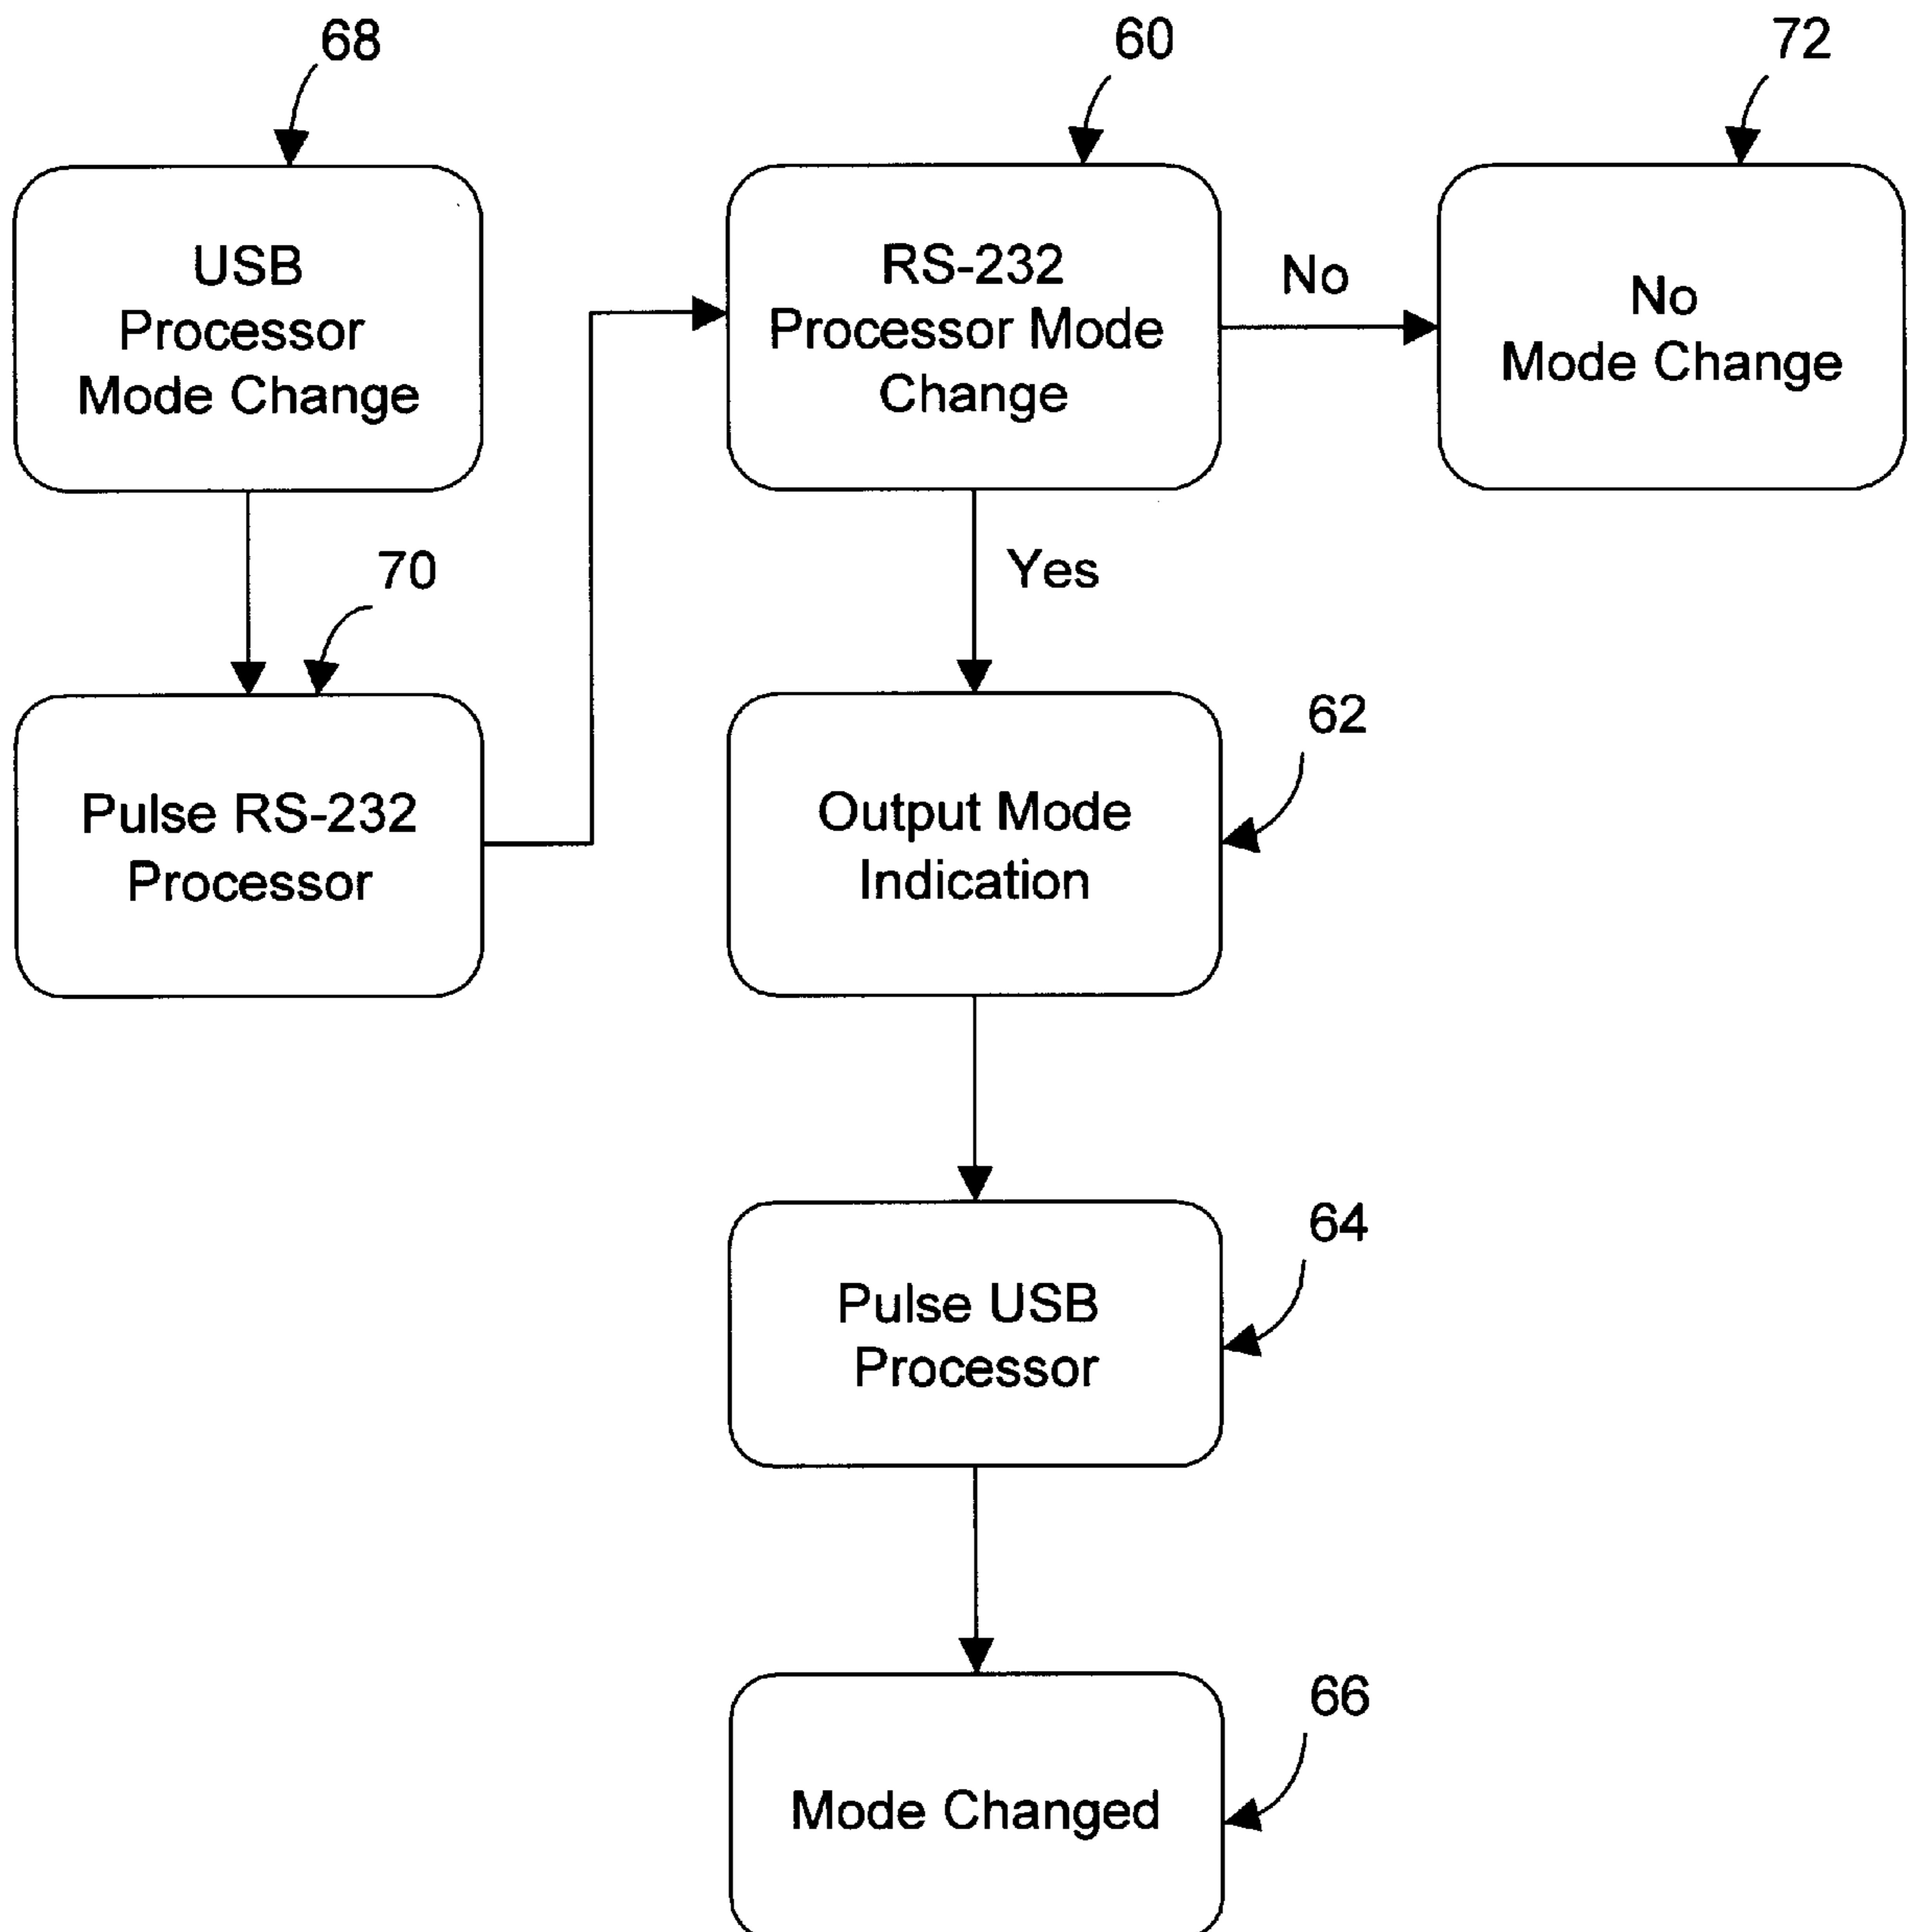 68
60
72
USB
Processor
Mode Change
RS-232
Processor Mode
Change
No
No
Mode Change
70
Yes
Pulse RS-232
Processor
62
Output Mode
Indication
64
Pulse USB
Processor
66
Mode Changed